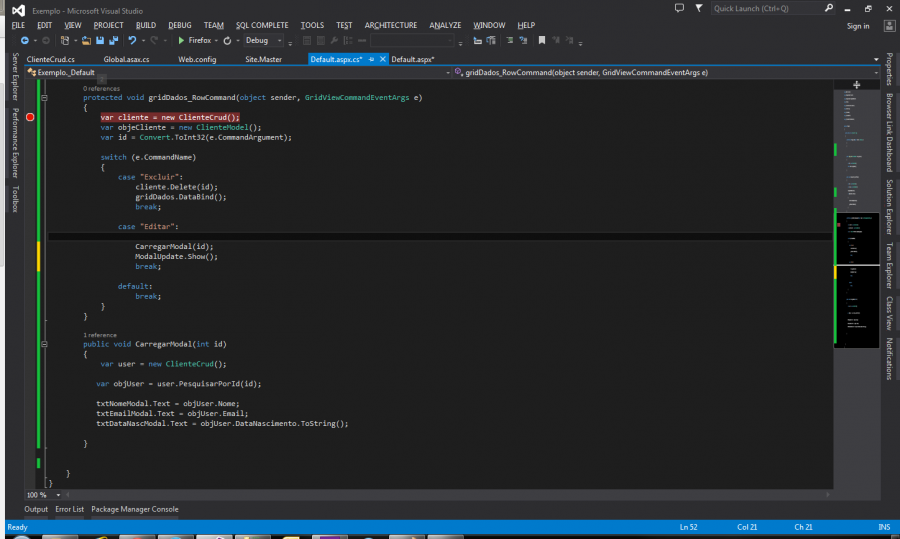 Exemplo - Microsoft Visual Studio
Quick Launch (Ctrl+Q)
FILE EDIT VIEW PROJECT BUILD DEBUG TEAM SQL COMPLETE TOOLS TEST ARCHITECTURE ANALYZE WINDOW HELP
Sign in
Firefox Debug
ClienteCrud.cs Global.asax.cs Web.config Site.Master Default.aspx.cs* Default.aspx*
Exemplo._Default gridDados_RowCommand(object sender, GridViewCommandEventArgs e)
0 references
protected void gridDados_RowCommand(object sender, GridViewCommandEventArgs e)
{
var cliente = new ClienteCrud();
var objeCliente = new ClienteModel();
var id = Convert.ToInt32(e.CommandArgument);
switch (e.CommandName)
{
case "Excluir":
cliente.Delete(id);
gridDados.DataBind();
break;
case "Editar":
CarregarModal(id);
ModalUpdate.Show();
break;
default:
break;
}
}
1 reference
public void CarregarModal(int id)
{
var user = new ClienteCrud();
var objUser = user.PesquisarPorId(id);
txtNomeModal.Text = objUser.Nome;
txtEmailModal.Text = objUser.Email;
txtDataNascModal.Text = objUser.DataNascimento.ToString();
}
}
}
100 %
Server Explorer
Performance Explorer
Toolbox
Properties
Browser Link Dashboard
Solution Explorer
Team Explorer
Class View
Notifications
Output Error List Package Manager Console
Ready Ln 52 Col 21 Ch 21 INS